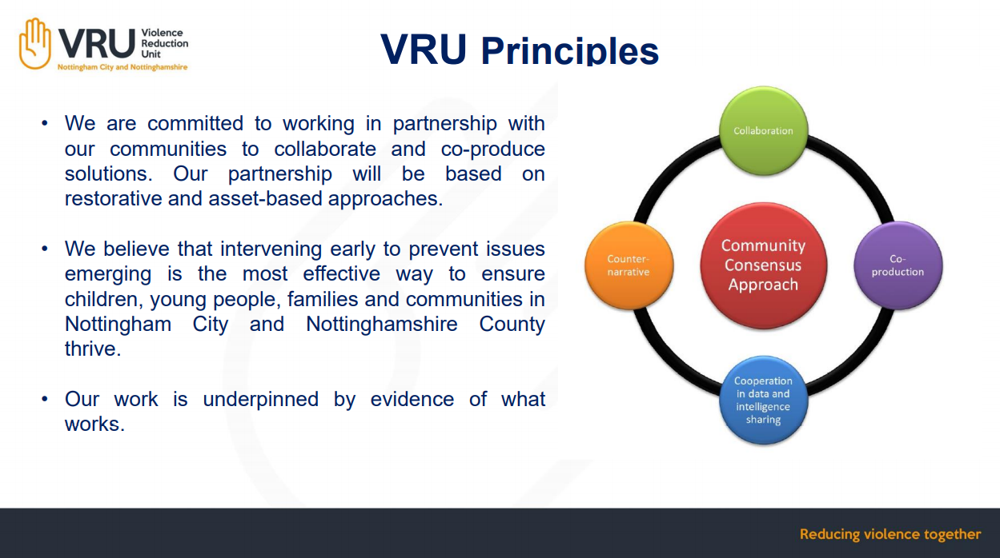 VRU
Violence
Reduction
Unit
Nottingham City and Nottinghamshire
VRU Principles
• We are committed to working in partnership with
our communities to collaborate and co-produce
solutions. Our partnership will be based on
restorative and asset-based approaches.
• We believe that intervening early to prevent issues
emerging is the most effective way to ensure
children, young people, families and communities in
Nottingham City and Nottinghamshire County
thrive.
• Our work is underpinned by evidence of what
works.
Collaboration
Counter-
narrative
Community
Consensus
Approach
Co-
production
Cooperation
in data and
intelligence
sharing
Reducing violence together